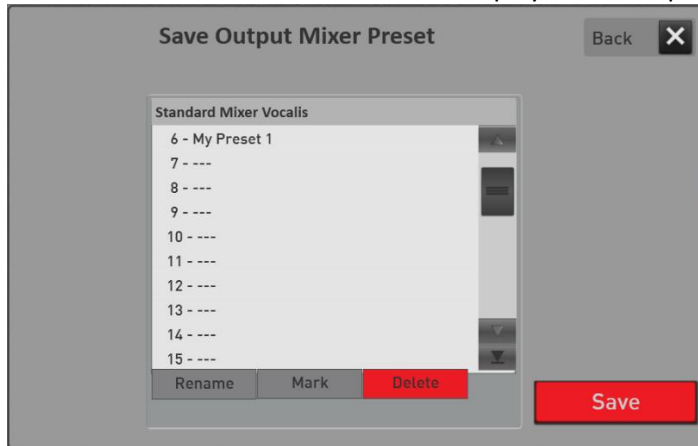 Save Output Mixer Preset
Back
Standard Mixer Vocalis
6 - My Preset 1
7 - ---
8 - ---
9 - ---
10 - ---
11 - ---
12 - ---
13 - ---
14 - ---
15 - ---
Rename Mark Delete
Save